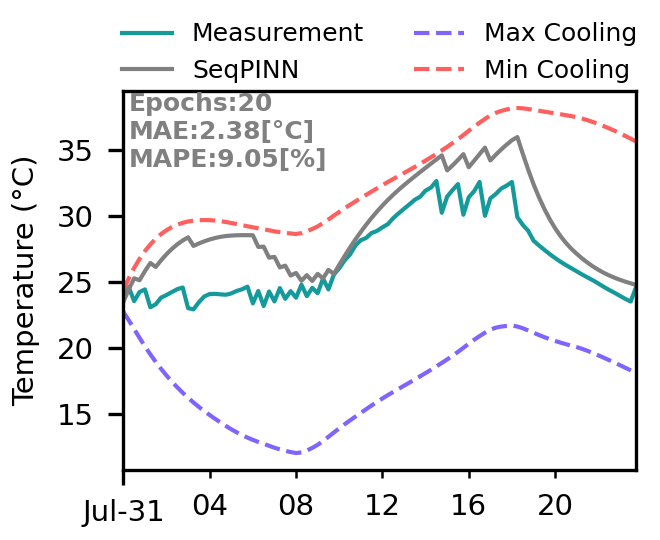 Measurement
Max Cooling
SeqPINN
Min Cooling
Epochs:20
MAE:2.38[°C]
MAPE:9.05[%]
Temperature (°C)
35
30
25
20
15
Jul-31
04
08
12
16
20